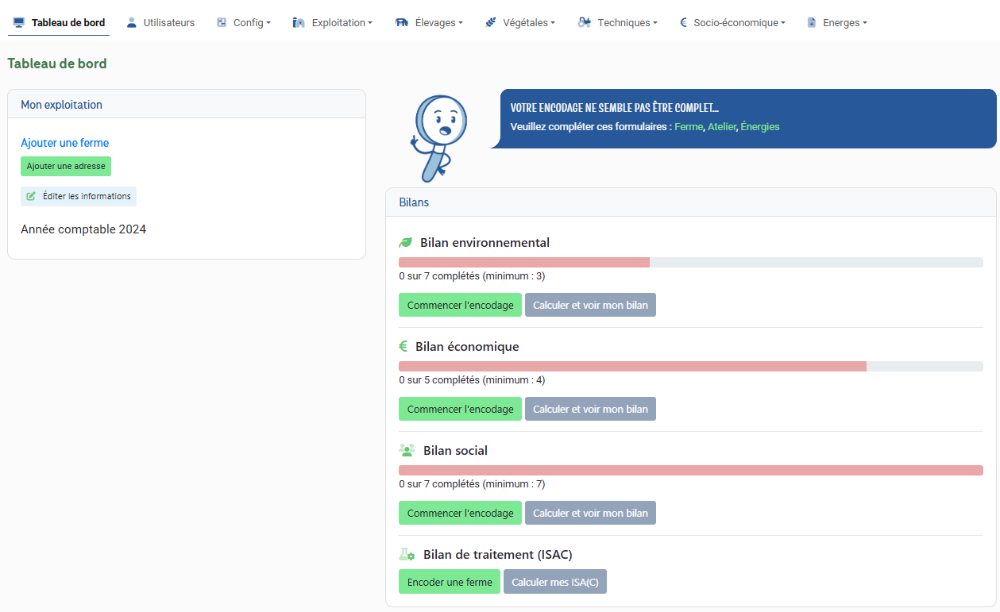 Tableau de bord
Utilisateurs
Config
Exploitation
Élevages
Végétales
Techniques
Socio-économique
Energes
Tableau de bord
Mon exploitation
Ajouter une ferme
Ajouter une adresse
Éditer les informations
Année comptable 2024
VOTRE ENCODAGE NE SEMBLE PAS ÊTRE COMPLET...
Veuillez compléter ces formulaires : Ferme, Atelier, Énergies
Bilans
Bilan environnemental
0 sur 7 complétés (minimum : 3)
Commencer l'encodage
Calculer et voir mon bilan
€ Bilan économique
0 sur 5 complétés (minimum : 4)
Commencer l'encodage
Calculer et voir mon bilan
Bilan social
0 sur 7 complétés (minimum : 7)
Commencer l'encodage
Calculer et voir mon bilan
Bilan de traitement (ISAC)
Encoder une ferme
Calculer mes ISA(C)